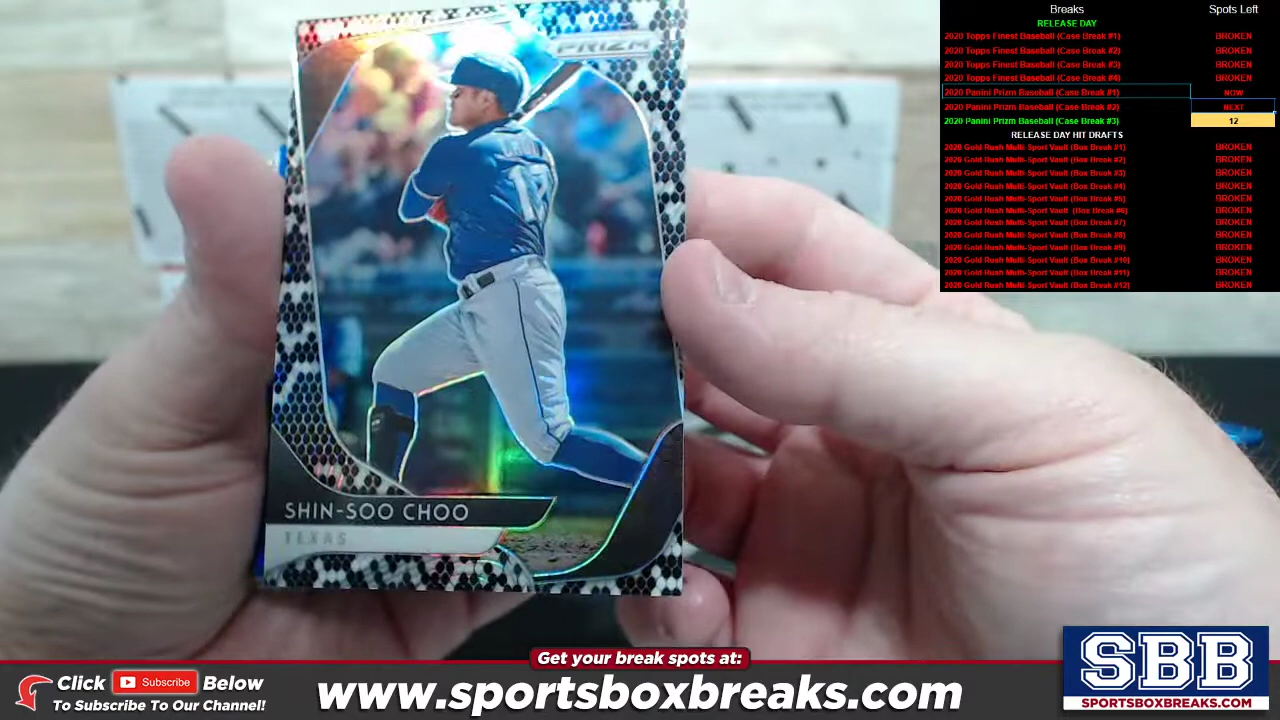 Breaks Spots Left
RELEASE DAY
2020 Topps Finest Baseball (Case Break #1) BROKEN
2020 Topps Finest Baseball (Case Break #2) BROKEN
2020 Topps Finest Baseball (Case Break #3) BROKEN
2020 Topps Finest Baseball (Case Break #4) BROKEN
2020 Panini Prizm Baseball (Case Break #1) NOW
2020 Panini Prizm Baseball (Case Break #2) NEXT
2020 Panini Prizm Baseball (Case Break #3) 12
RELEASE DAY HIT DRAFTS
2020 Gold Rush Multi-Sport Vault (Box Break #1) BROKEN
2020 Gold Rush Multi-Sport Vault (Box Break #2) BROKEN
2020 Gold Rush Multi-Sport Vault (Box Break #3) BROKEN
2020 Gold Rush Multi-Sport Vault (Box Break #4) BROKEN
2020 Gold Rush Multi-Sport Vault (Box Break #5) BROKEN
2020 Gold Rush Multi-Sport Vault (Box Break #6) BROKEN
2020 Gold Rush Multi-Sport Vault (Box Break #7) BROKEN
2020 Gold Rush Multi-Sport Vault (Box Break #8) BROKEN
2020 Gold Rush Multi-Sport Vault (Box Break #9) BROKEN
2020 Gold Rush Multi-Sport Vault (Box Break #10) BROKEN
2020 Gold Rush Multi-Sport Vault (Box Break #11) BROKEN
2020 Gold Rush Multi-Sport Vault (Box Break #12) BROKEN
PRIZM
SHIN-SOO CHOO
TEXAS
Get your break spots at:
Click Subscribe Below
To Subscribe To Our Channel!
www.sportsboxbreaks.com
SBB
SPORTSBOXBREAKS.COM